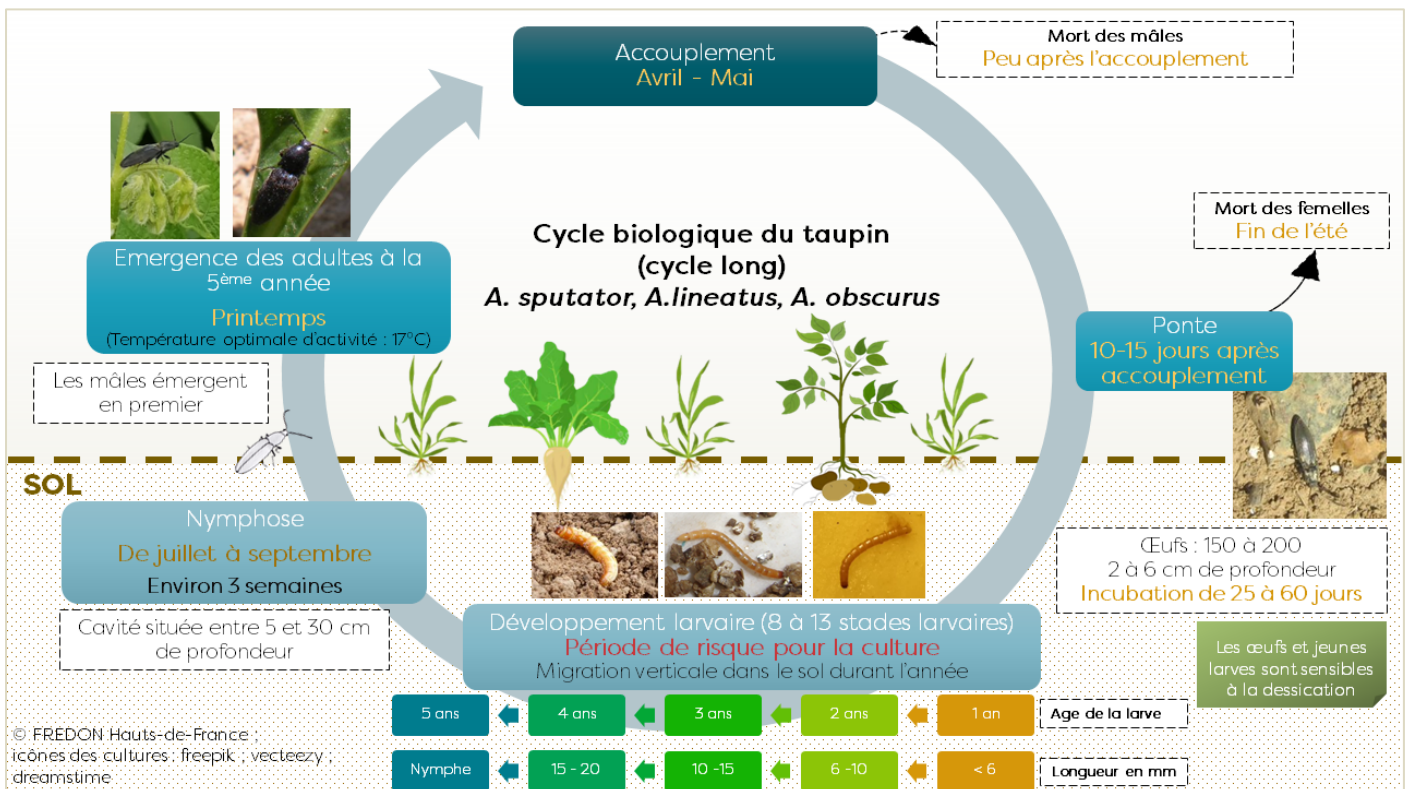 Accouplement
Avril - Mai
Mort des mâles
Peu après l'accouplement
Mort des femelles
Fin de l'été
Cycle biologique du taupin
(cycle long)
A. sputator, A.lineatus, A. obscurus
Emergence des adultes à la
5ème année
Printemps
(Température optimale d'activité : 17°C)
Ponte
10-15 jours après
accouplement
Les mâles émergent
en premier
SOL
Nymphose
De juillet à septembre
Environ 3 semaines
Cavité située entre 5 et 30 cm
de profondeur
Œufs : 150 à 200
2 à 6 cm de profondeur
Incubation de 25 à 60 jours
Développement larvaire (8 à 13 stades larvaires)
Période de risque pour la culture
Migration verticale dans le sol durant l'année
Les œufs et jeunes
larves sont sensibles
à la dessication
5 ans 4 ans 3 ans 2 ans 1 an Age de la larve
Nymphe 15 - 20 10 -15 6 -10 < 6 Longueur en mm
© FREDON Hauts-de-France ;
icônes des cultures : freepik ; vecteezy ;
dreamstime